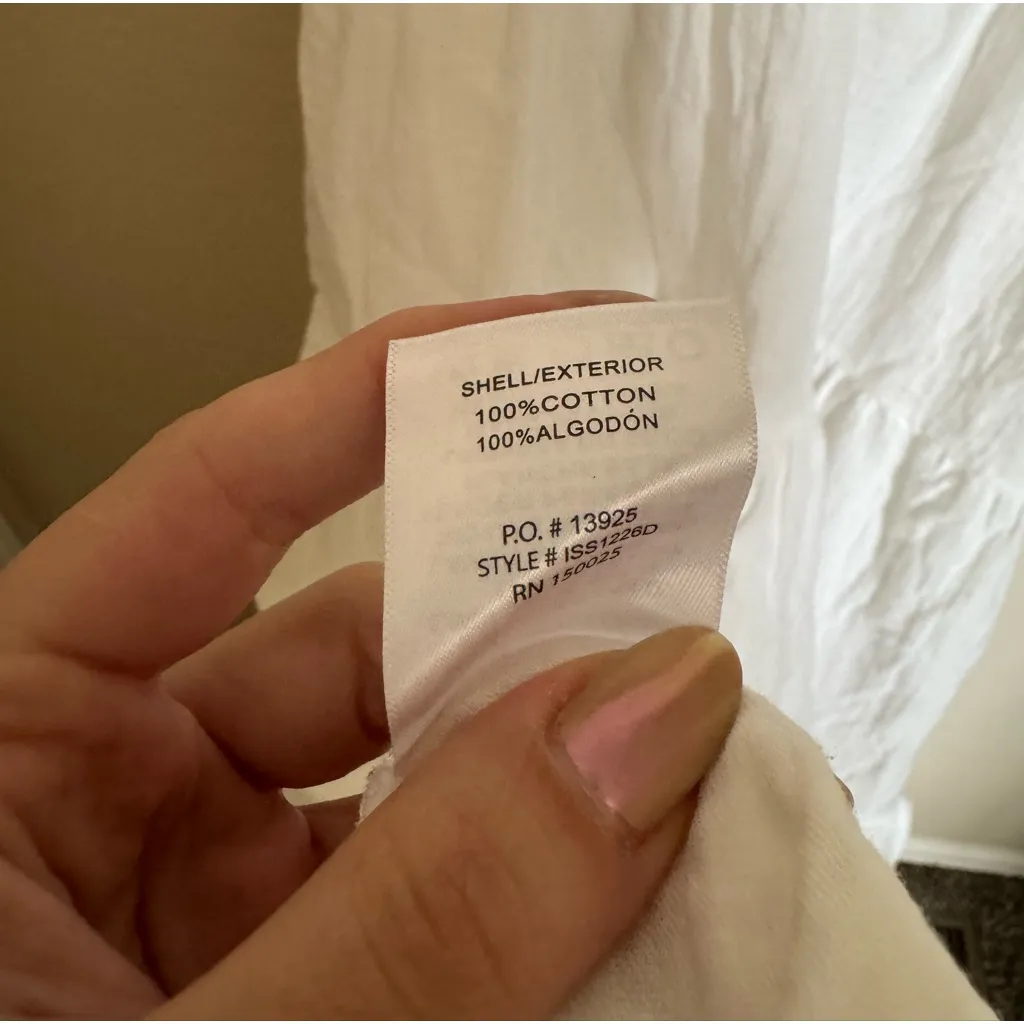 SHELL/EXTERIOR
100%COTTON
100%ALGODÓN
P.O. # 13925
STYLE # ISS1226D
RN 150025